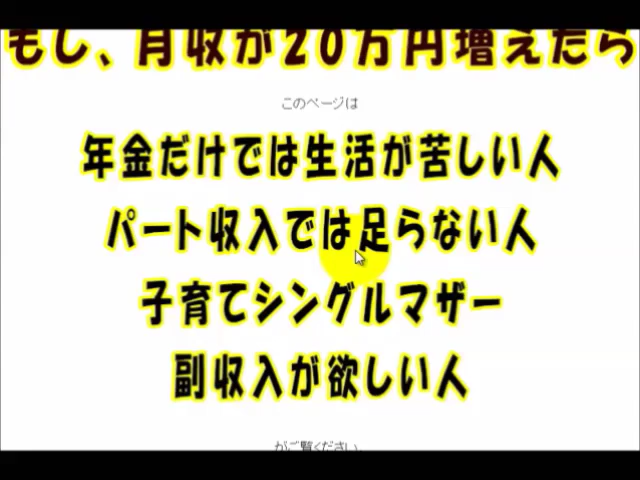 もし、月収が20万円増えたら
このページは
年金だけでは生活が苦しい人
パート収入では足らない人
子育てシングルマザー
副収入が欲しい人
がご覧ください。